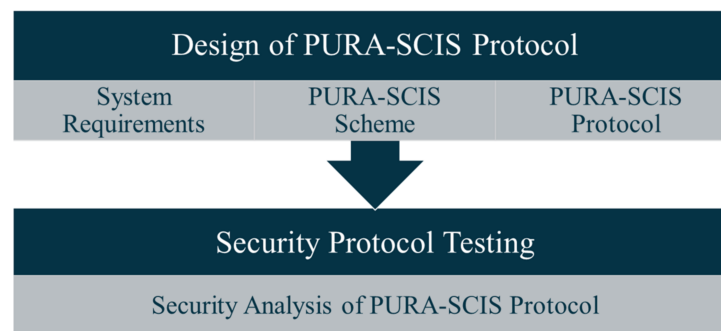 Design of PURA-SCIS Protocol
System Requirements
PURA-SCIS Scheme
PURA-SCIS Protocol
Security Protocol Testing
Security Analysis of PURA-SCIS Protocol